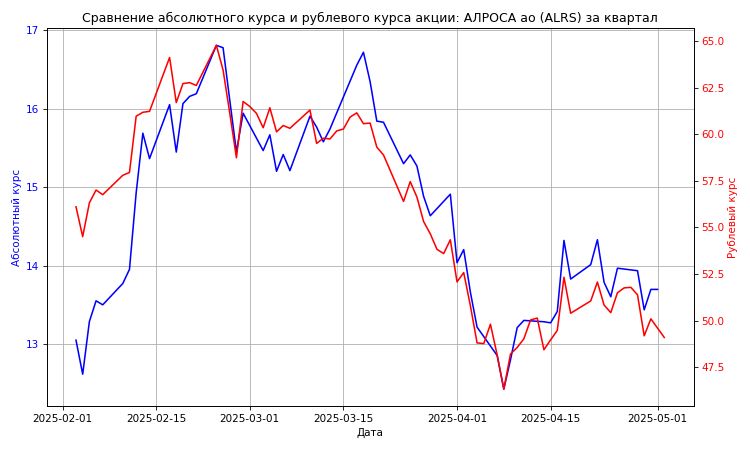 Сравнение абсолютного курса и рублевого курса акции: АЛРОСА ао (ALRS) за квартал
17
16
15
14
13
Абсолютный курс
65.0
62.5
60.0
57.5
55.0
52.5
50.0
47.5
Рублевый курс
2025-02-01 2025-02-15 2025-03-01 2025-03-15 2025-04-01 2025-04-15 2025-05-01
Дата